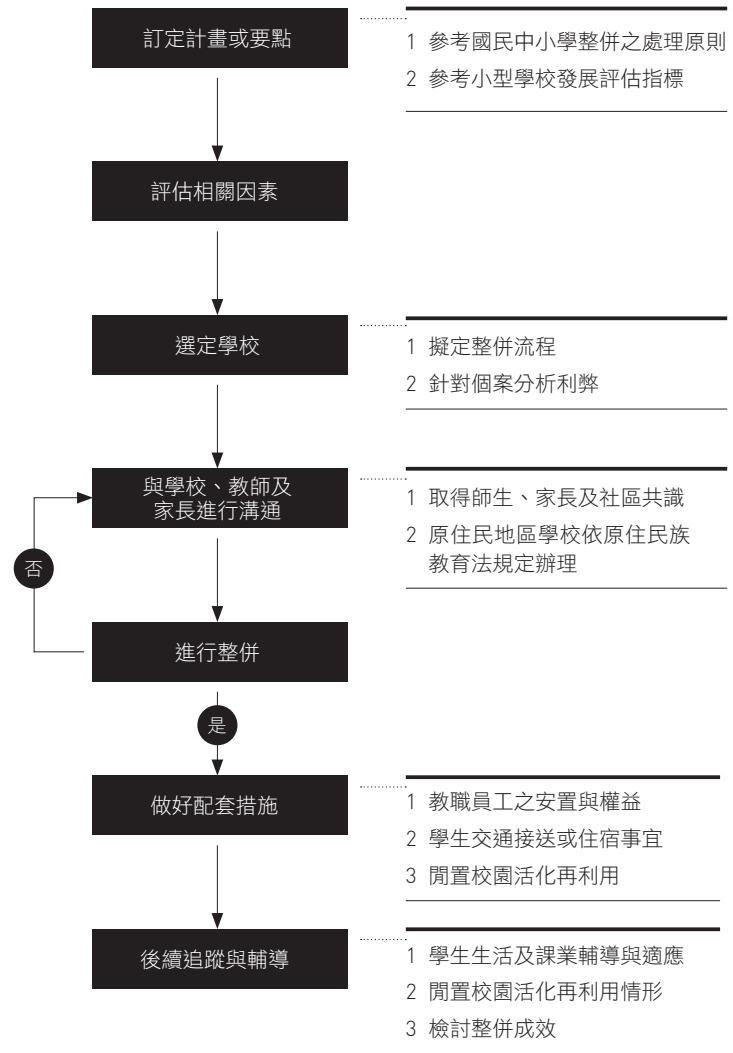 訂定計畫或要點
1 參考國民中小學整併之處理原則
2 參考小型學校發展評估指標
評估相關因素
選定學校
1 擬定整併流程
2 針對個案分析利弊
與學校、教師及
家長進行溝通
1 取得師生、家長及社區共識
2 原住民地區學校依原住民族
教育法規定辦理
否
進行整併
是
做好配套措施
1 教職員工之安置與權益
2 學生交通接送或住宿事宜
3 閒置校園活化再利用
後續追蹤與輔導
1 學生生活及課業輔導與適應
2 閒置校園活化再利用情形
3 檢討整併成效